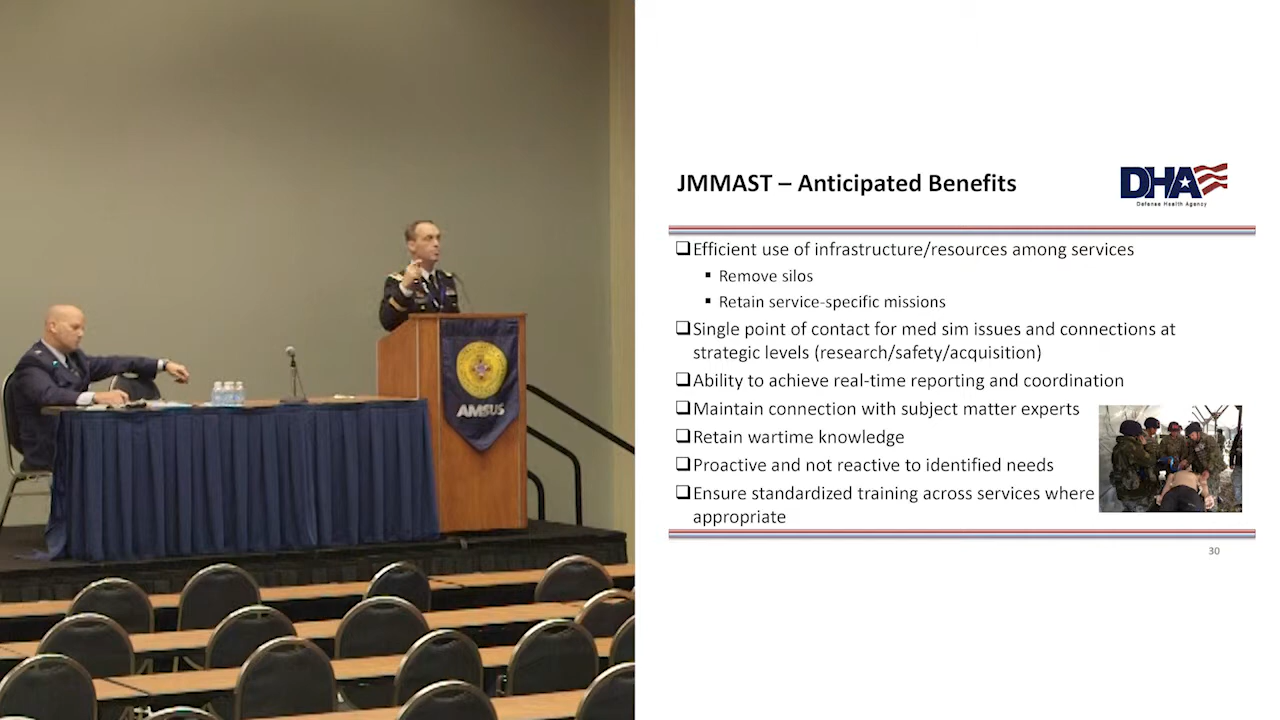 JMMAST – Anticipated Benefits
DHA
Defense Health Agency
Efficient use of infrastructure/resources among services
Remove silos
Retain service-specific missions
Single point of contact for med sim issues and connections at
strategic levels (research/safety/acquisition)
Ability to achieve real-time reporting and coordination
Maintain connection with subject matter experts
Retain wartime knowledge
Proactive and not reactive to identified needs
Ensure standardized training across services where
appropriate
30
AMSUS